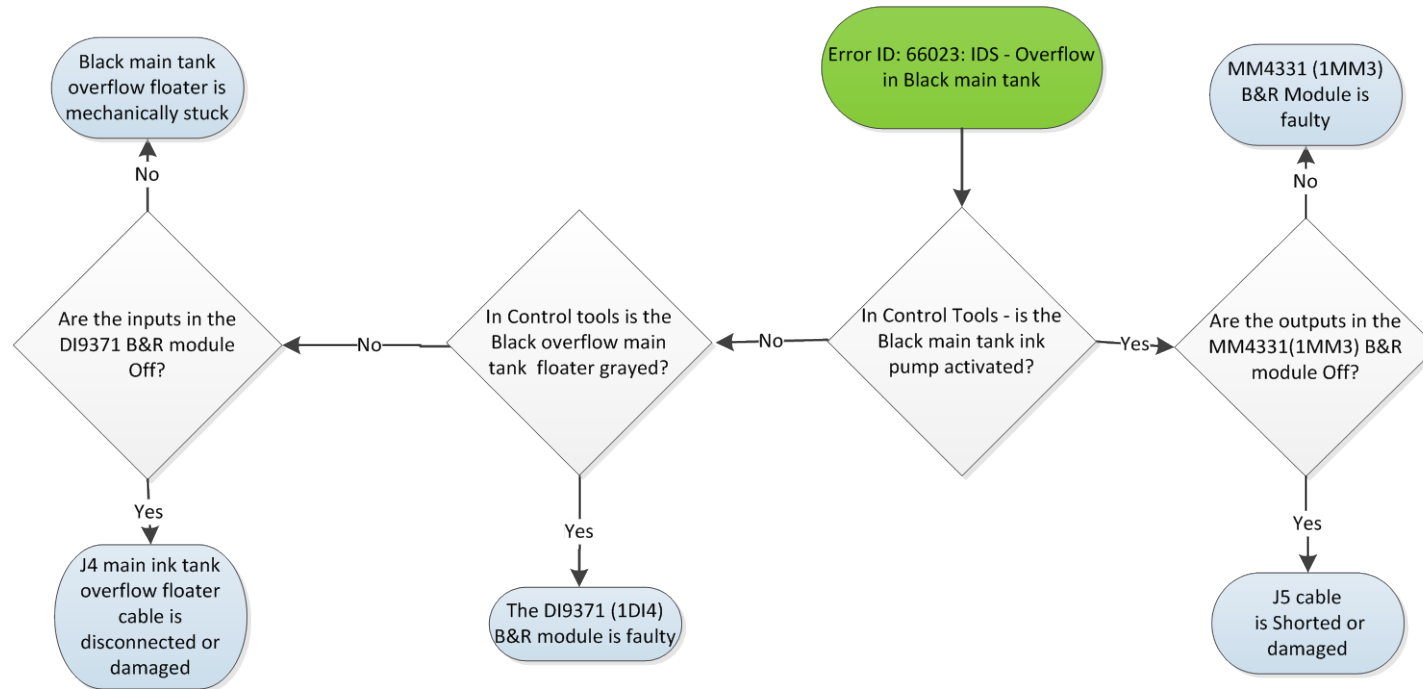 Black main tank
overflow floater is
mechanically stuck
Error ID: 66023: IDS - Overflow
in Black main tank
MM4331 (1MM3)
B&R Module is
faulty
No
No
Are the inputs in the
DI9371 B&R module
Off?
No
In Control tools is the
Black overflow main
tank floater grayed?
No
In Control Tools - is the
Black main tank ink
pump activated?
Yes
Are the outputs in the
MM4331(1MM3) B&R
module Off?
Yes
Yes
Yes
J4 main ink tank
overflow floater
cable is
disconnected or
damaged
The DI9371 (1DI4)
B&R module is faulty
J5 cable
is Shorted or
damaged